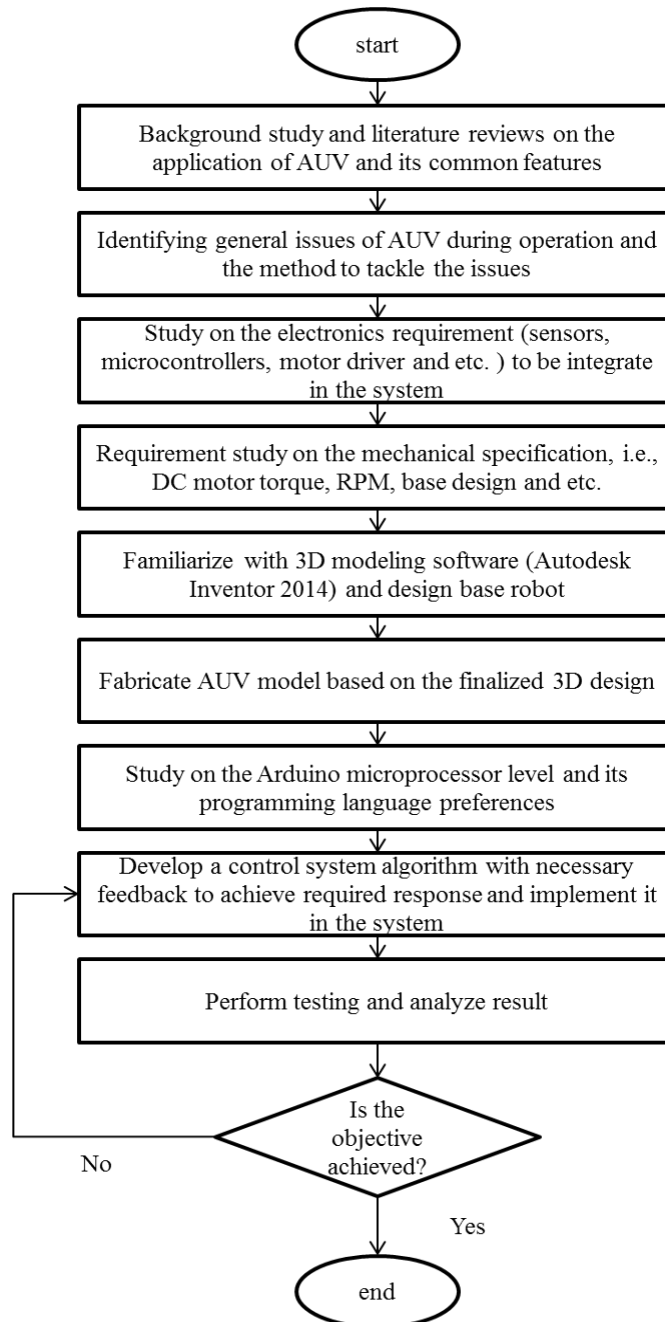 start
Background study and literature reviews on the
application of AUV and its common features
Identifying general issues of AUV during operation and
the method to tackle the issues
Study on the electronics requirement (sensors,
microcontrollers, motor driver and etc. ) to be integrate
in the system
Requirement study on the mechanical specification, i.e.,
DC motor torque, RPM, base design and etc.
Familiarize with 3D modeling software (Autodesk
Inventor 2014) and design base robot
Fabricate AUV model based on the finalized 3D design
Study on the Arduino microprocessor level and its
programming language preferences
Develop a control system algorithm with necessary
feedback to achieve required response and implement it
in the system
Perform testing and analyze result
Is the
objective
achieved?
No
Yes
end